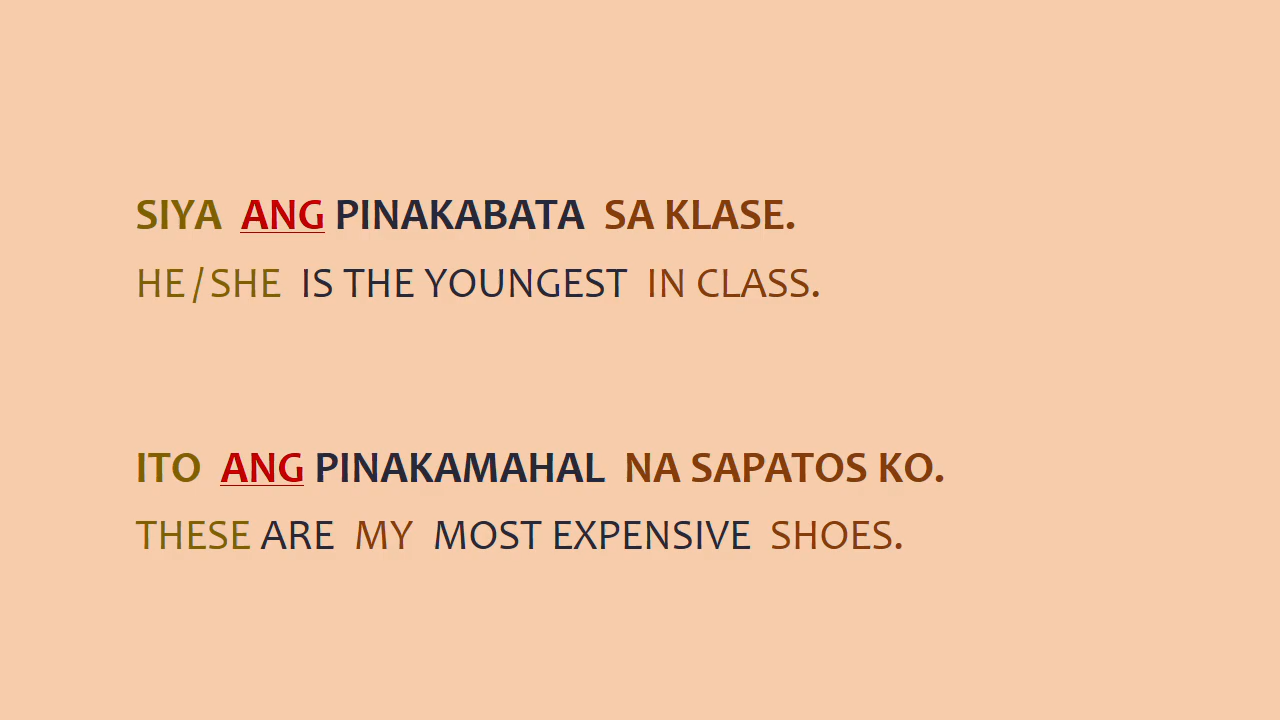 SIYA ANG PINAKABATA SA KLASE.
HE / SHE IS THE YOUNGEST IN CLASS.
ITO ANG PINAKAMAHAL NA SAPATOS KO.
THESE ARE MY MOST EXPENSIVE SHOES.